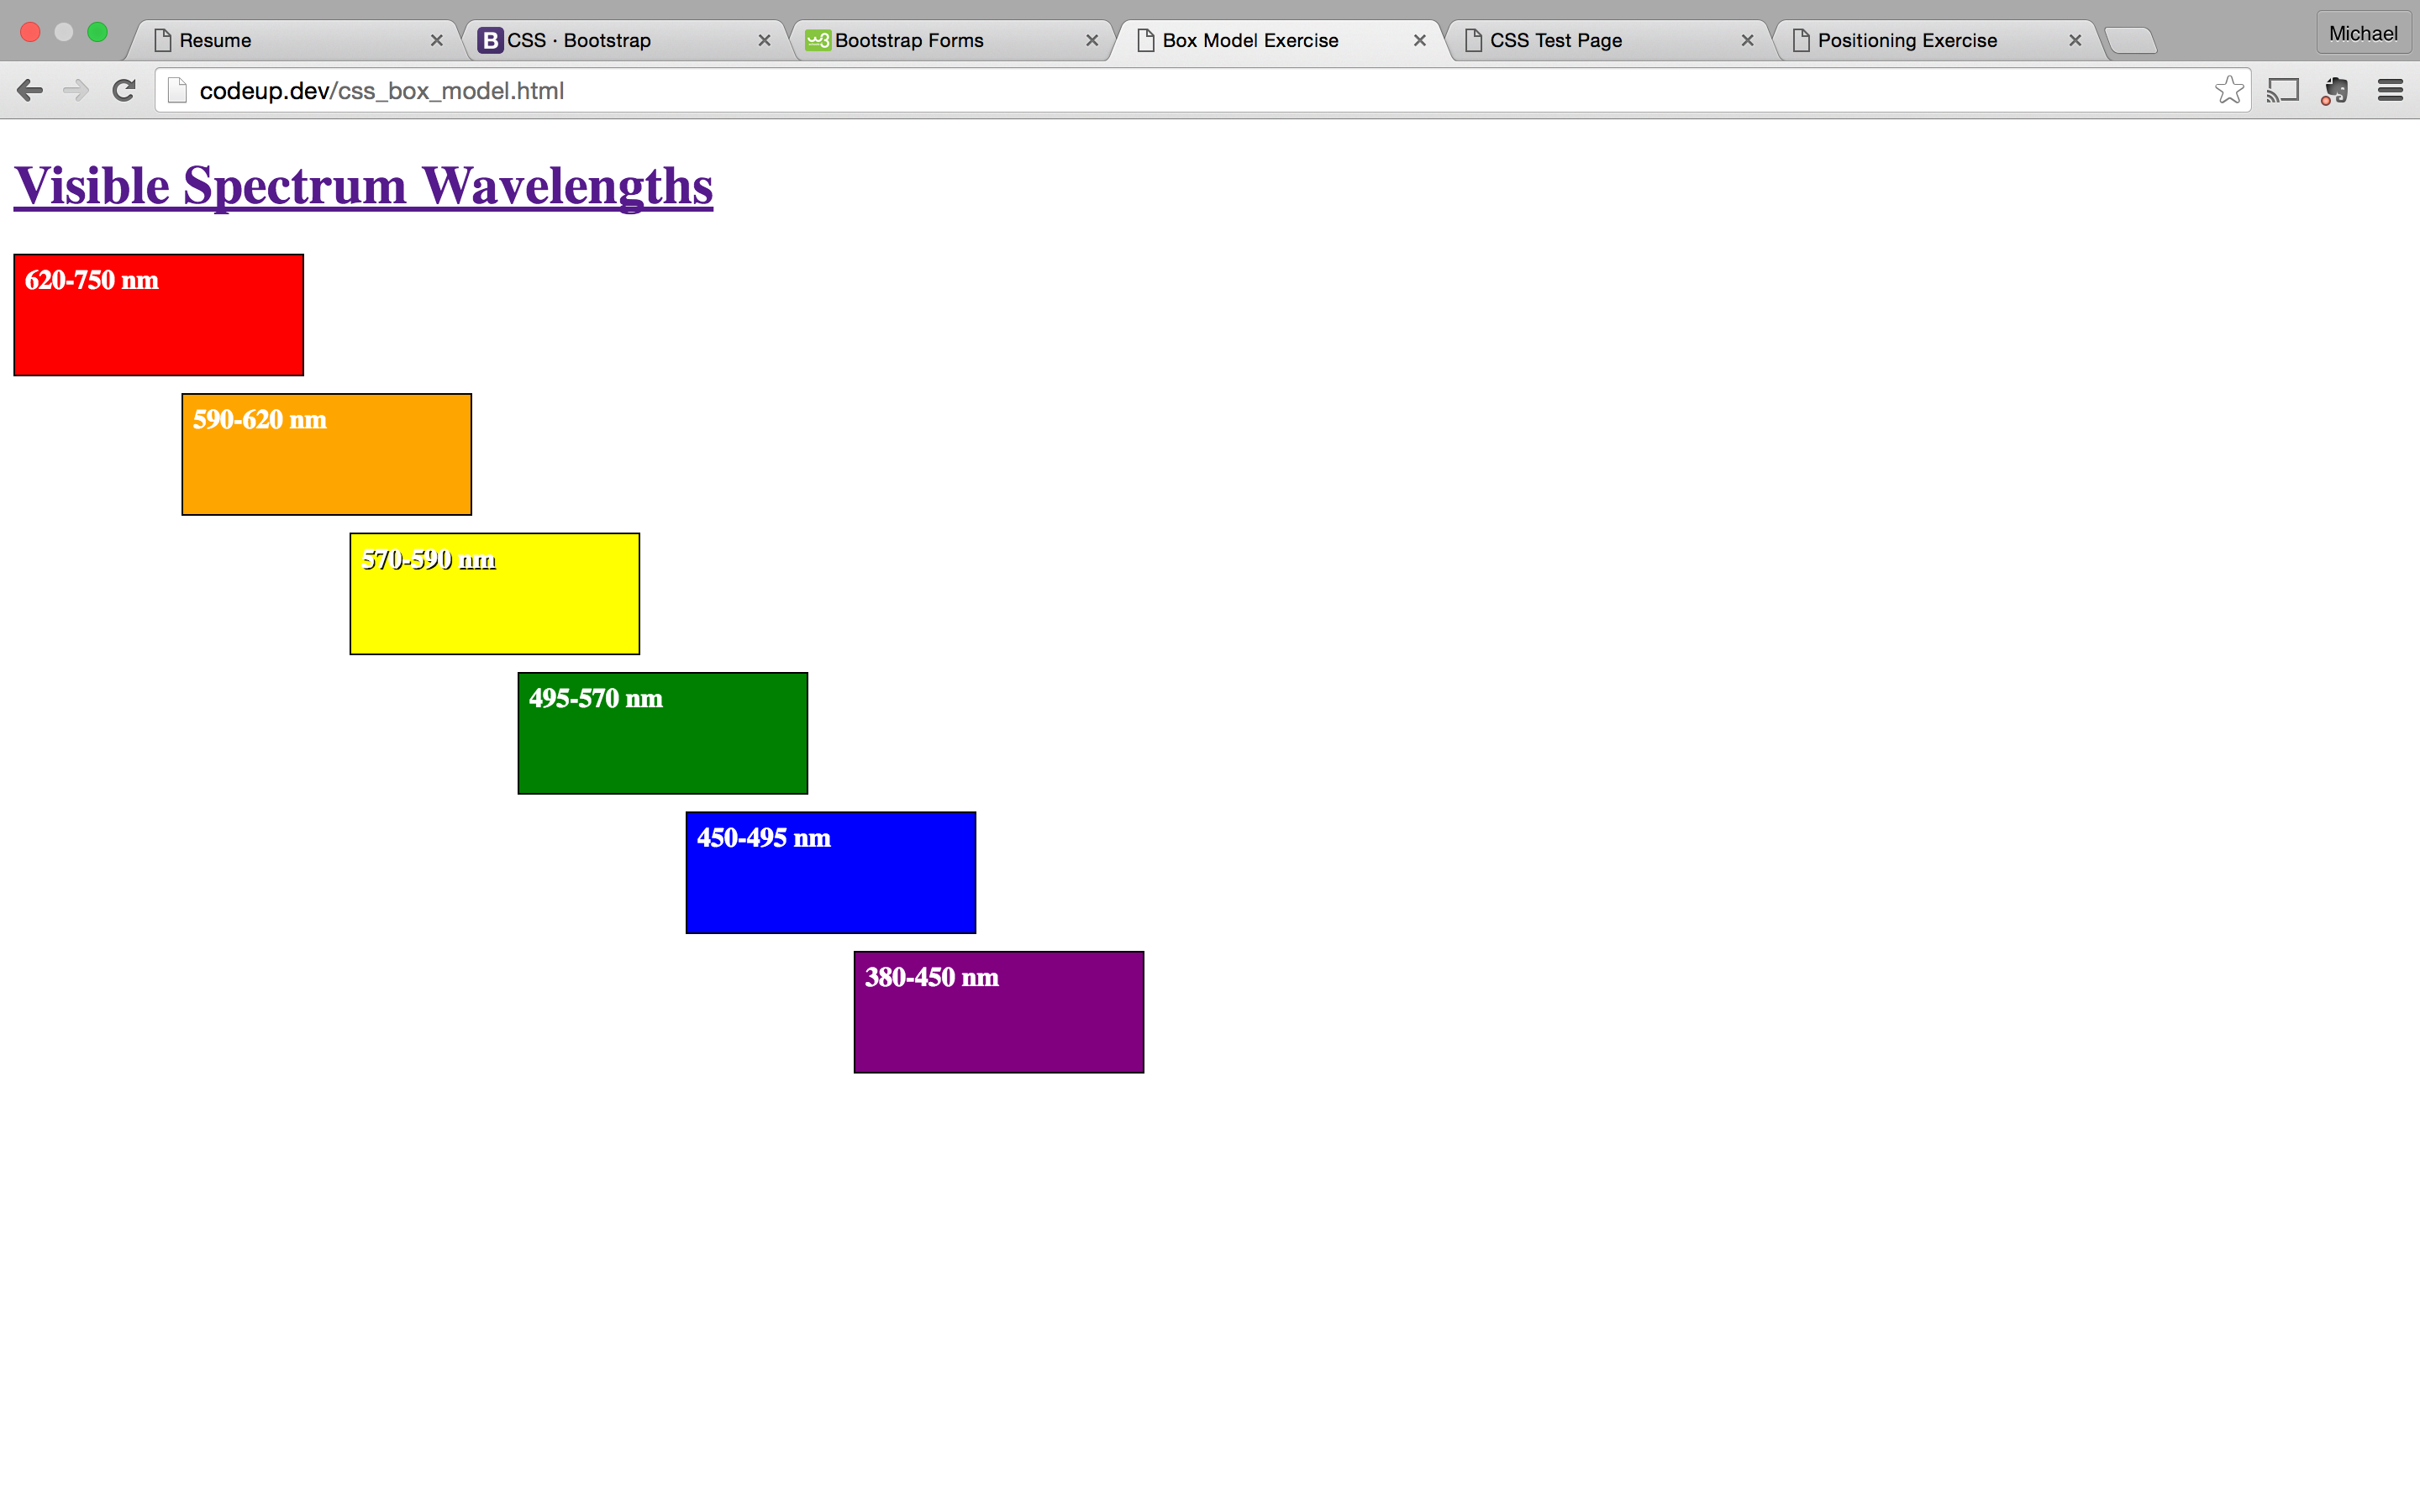 Resume
CSS · Bootstrap
Bootstrap Forms
Box Model Exercise
CSS Test Page
Positioning Exercise
Michael
codeup.dev/css_box_model.html
Visible Spectrum Wavelengths
620-750 nm
590-620 nm
570-590 nm
495-570 nm
450-495 nm
380-450 nm